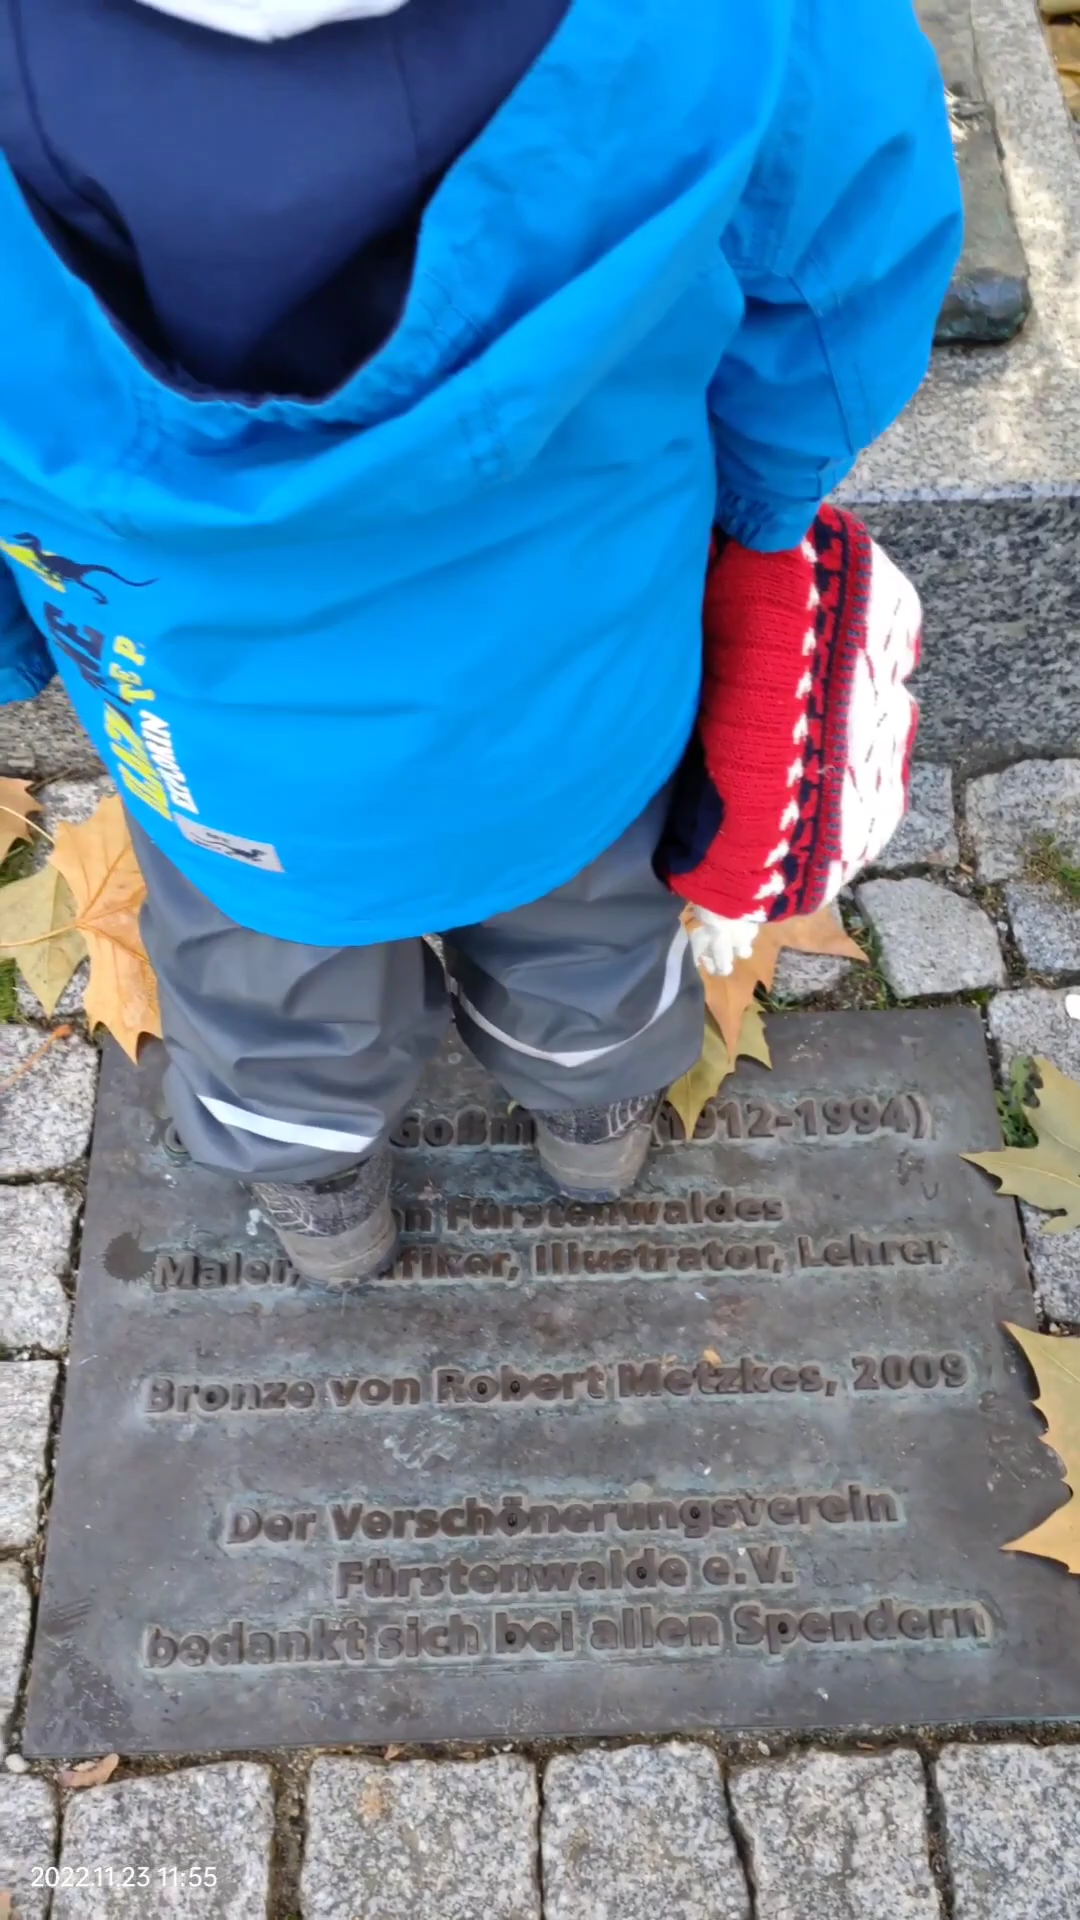 EXPLORIN
Goßm (1912-1994)
Fürstenwaldes
Maler, Illustrator, Lehrer
Bronze von Robert Metzkes, 2009
Der Verschönerungsverein
Fürstenwalde e.V.
bedankt sich bei allen Spendern
2022.11.23 11:55